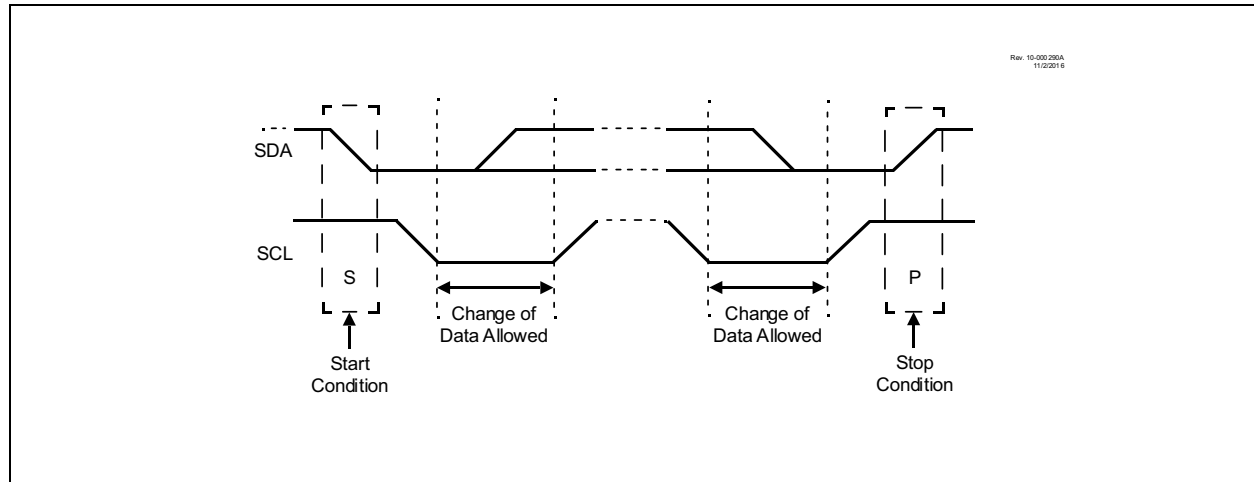 Rev. 10-000290A
11/2/2016
SDA
SCL
S
P
Change of
Data Allowed
Change of
Data Allowed
Start
Condition
Stop
Condition